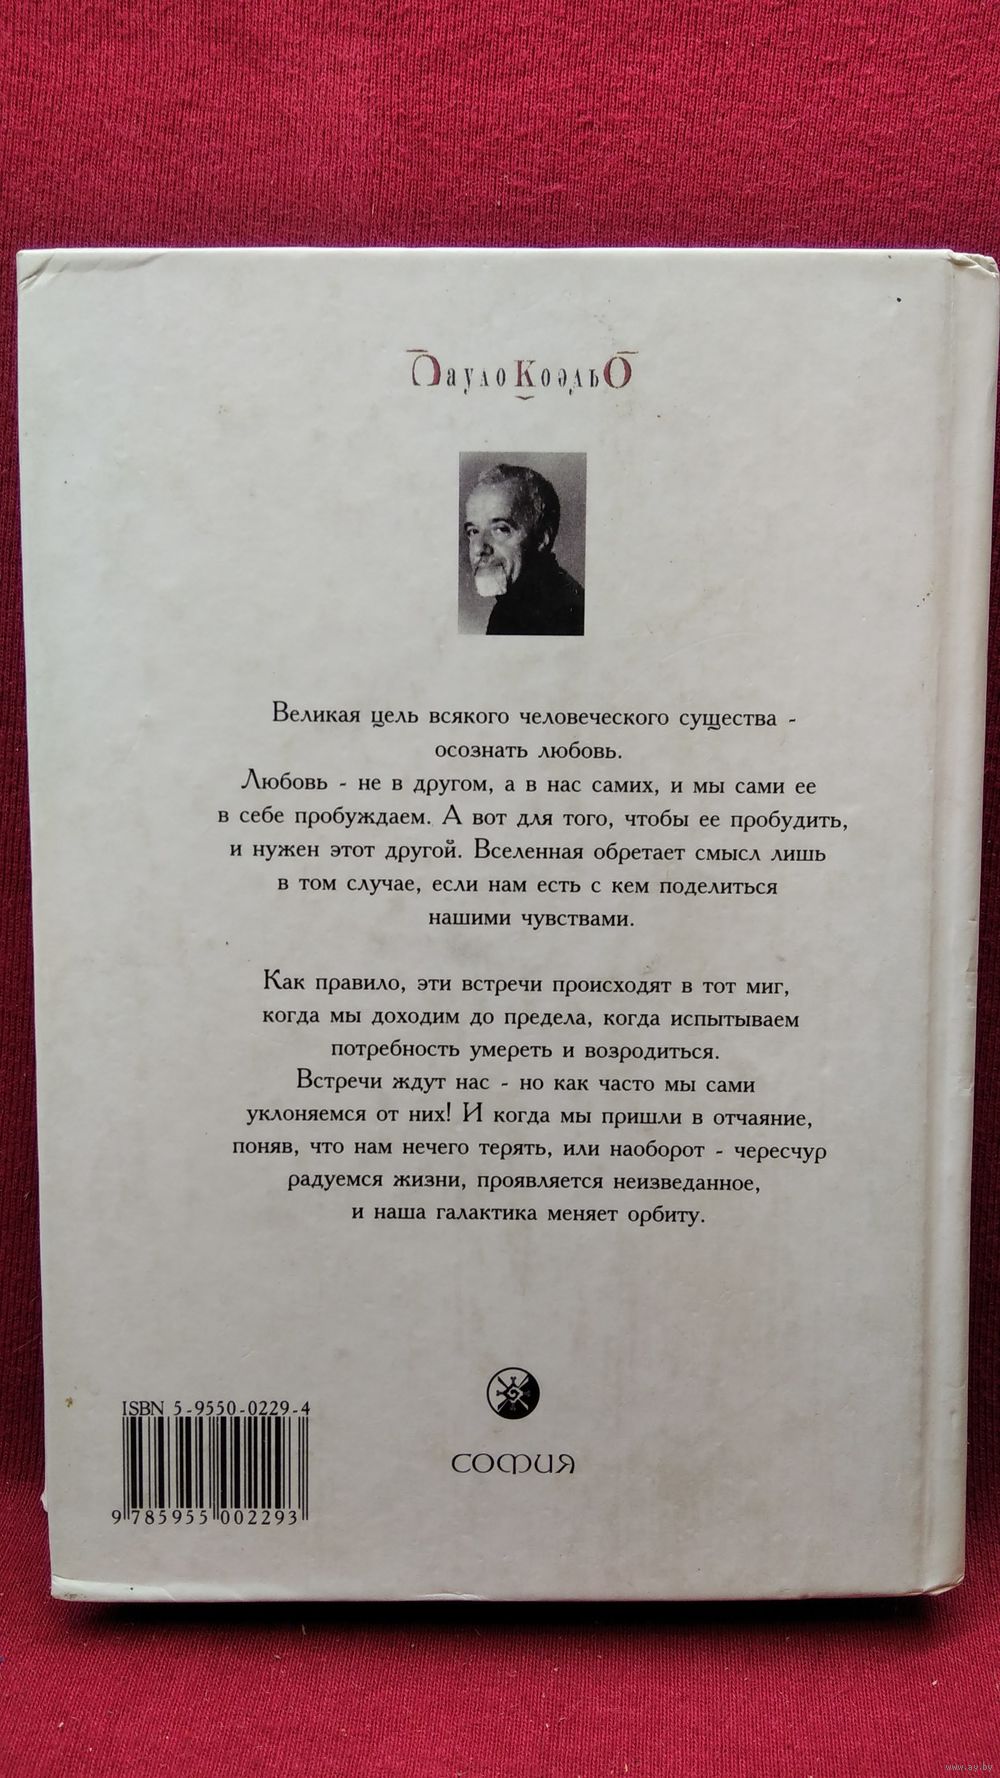 Пауло Коэльо
Великая цель всякого человеческого существа -
осознать любовь.
Любовь - не в другом, а в нас самих, и мы сами ее
в себе пробуждаем. А вот для того, чтобы ее пробудить,
и нужен этот другой. Вселенная обретает смысл лишь
в том случае, если нам есть с кем поделиться
нашими чувствами.
Как правило, эти встречи происходят в тот миг,
когда мы доходим до предела, когда испытываем
потребность умереть и возродиться.
Встречи ждут нас - но как часто мы сами
уклоняемся от них! И когда мы пришли в отчаяние,
поняв, что нам нечего терять, или наоборот - чересчур
радуемся жизни, проявляется неизведанное,
и наша галактика меняет орбиту.
ISBN 5-9550-0229-4
9 785955 002293
СОФИЯ
www.ay.by